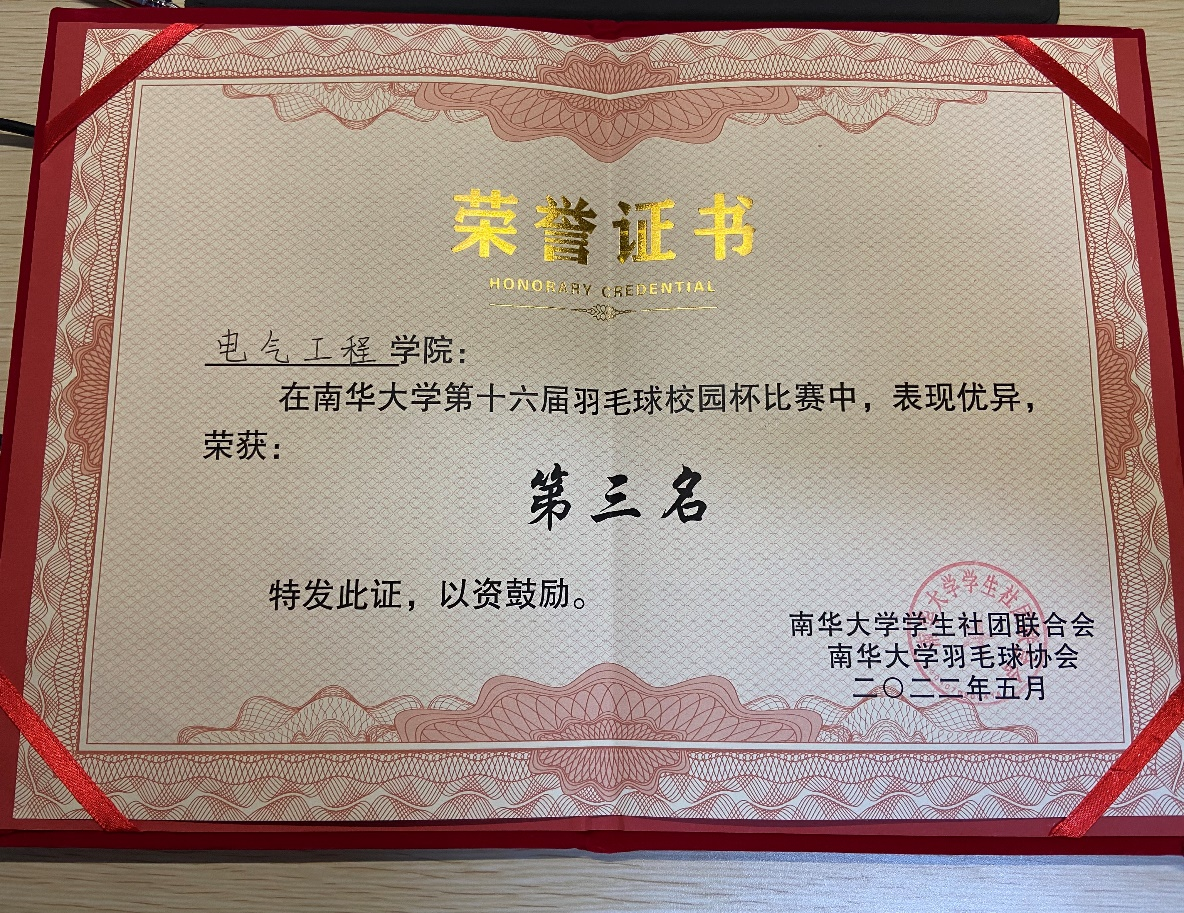 荣誉证书
HONORARY CREDENTIAL
电气工程学院：
在南华大学第十六届羽毛球校园杯比赛中，表现优异，
荣获：
第三名
特发此证，以资鼓励。
南华大学学生社团联合会
南华大学羽毛球协会
二〇二二年五月